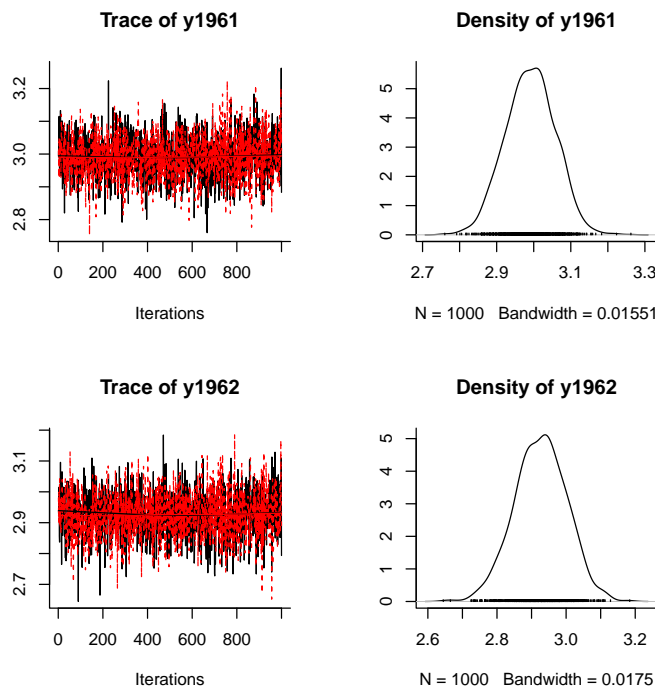 Trace of y1961
2.8 3.0 3.2
0 200 400 600 800
Iterations
Density of y1961
0 1 2 3 4 5
2.7 2.9 3.1 3.3
N = 1000 Bandwidth = 0.01551
Trace of y1962
2.7 2.9 3.1
0 200 400 600 800
Iterations
Density of y1962
0 1 2 3 4 5
2.6 2.8 3.0 3.2
N = 1000 Bandwidth = 0.0175